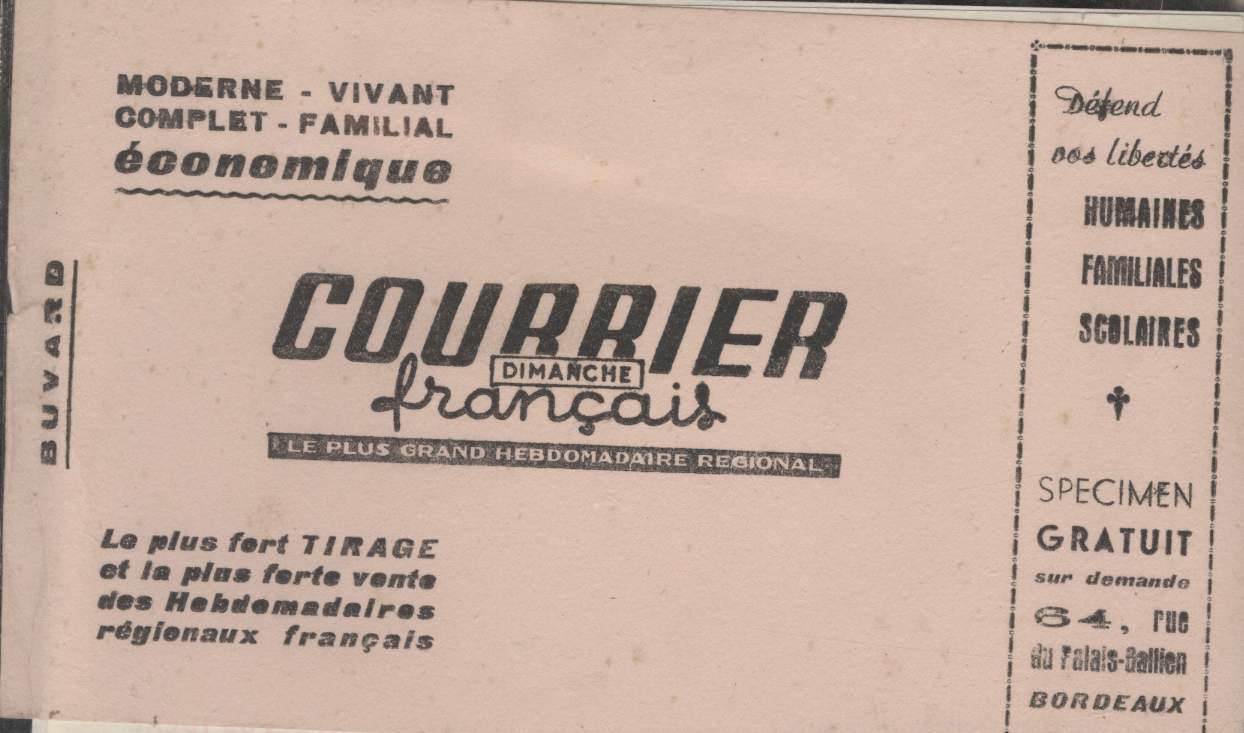 MODERNE - VIVANT
COMPLET - FAMILIAL
économique
BUVARD
COURRIER
DIMANCHE
français
LE PLUS GRAND HEBDOMADAIRE REGIONAL
Le plus fort TIRAGE
et la plus forte vente
des Hebdomadaires
régionaux français
Défend
vos libertés
HUMAINES
FAMILIALES
SCOLAIRES
SPECIMEN
GRATUIT
sur demande
64, rue
du Palais-Gallien
BORDEAUX